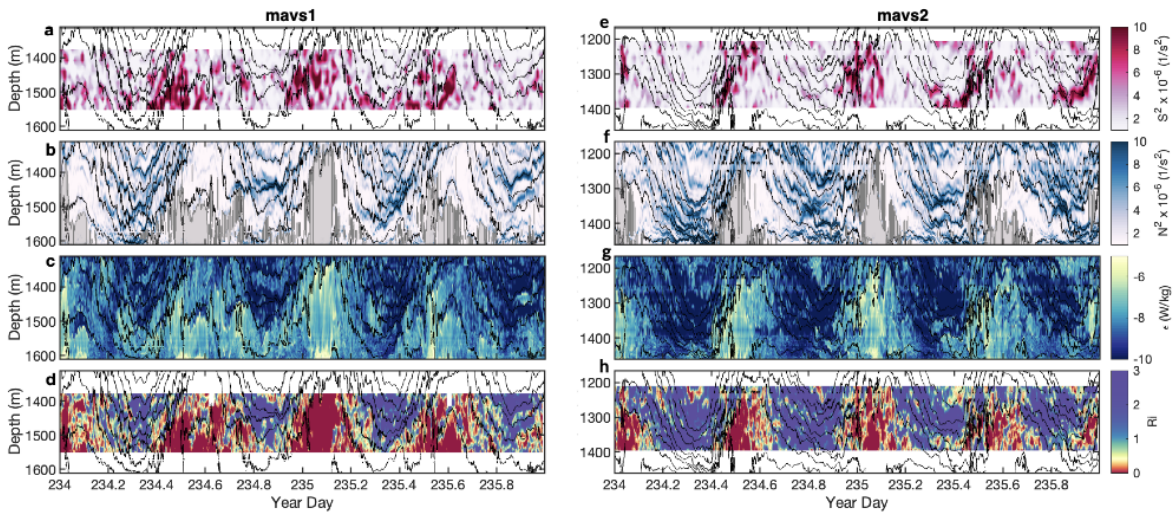 mavs1
mavs2
a
1400
1500
1600
Depth (m)
e
1200
1300
1400
10
8
6
4
2
S² x 10⁻⁶ (1/s²)
b
1400
1500
1600
Depth (m)
f
1200
1300
1400
10
8
6
4
2
N² x 10⁻⁶ (1/s²)
c
1400
1500
1600
Depth (m)
g
1200
1300
1400
-6
-8
-10
ε (W/kg)
d
1400
1500
1600
Depth (m)
h
1200
1300
1400
3
2
1
0
Ri
234 234.2 234.4 234.6 234.8 235 235.2 235.4 235.6 235.8
Year Day
234 234.2 234.4 234.6 234.8 235 235.2 235.4 235.6 235.8
Year Day